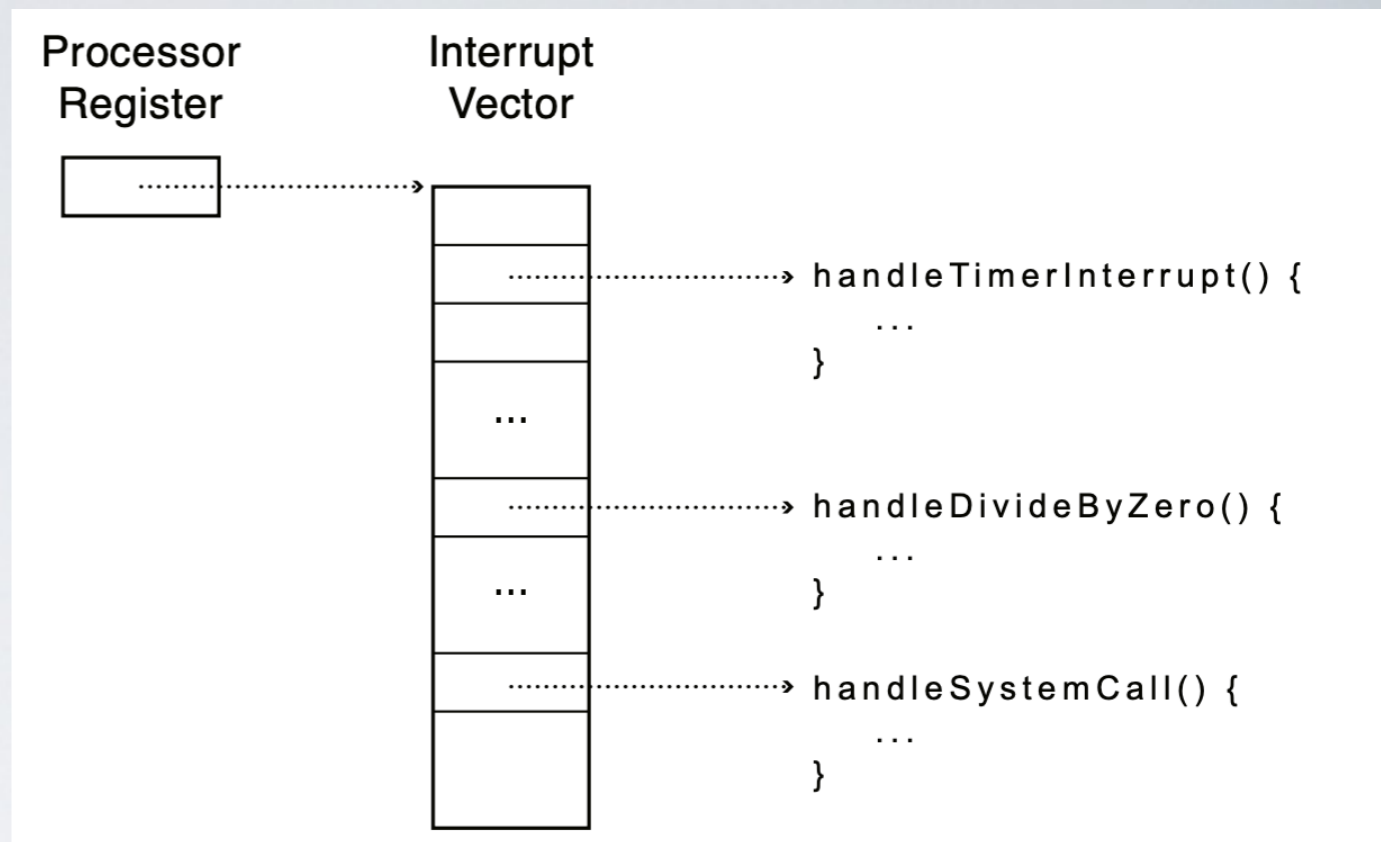 Processor
Register
Interrupt
Vector
handleTimerInterrupt() {
...
}
...
handleDivideByZero() {
...
}
...
handleSystemCall() {
...
}